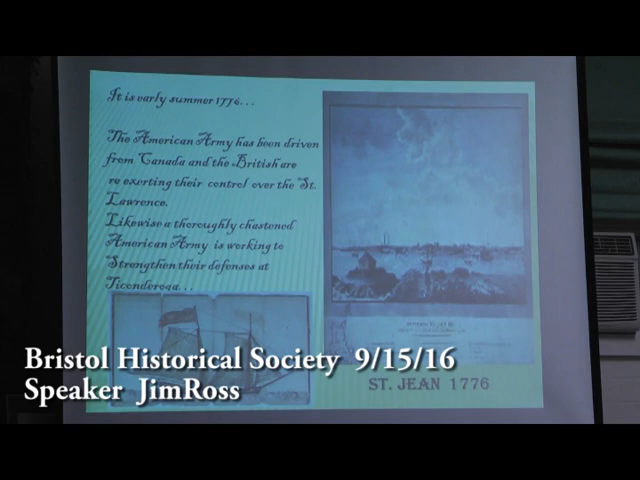 It is early summer 1776. . .
The American Army has been driven
from Canada and the British are
re exerting their control over the St.
Lawrence.
Likewise a thoroughly chastened
American Army is working to
Strengthen their defenses at
Ticonderoga. . .
ST. JEAN 1776
Bristol Historical Society 9/15/16
Speaker JimRoss